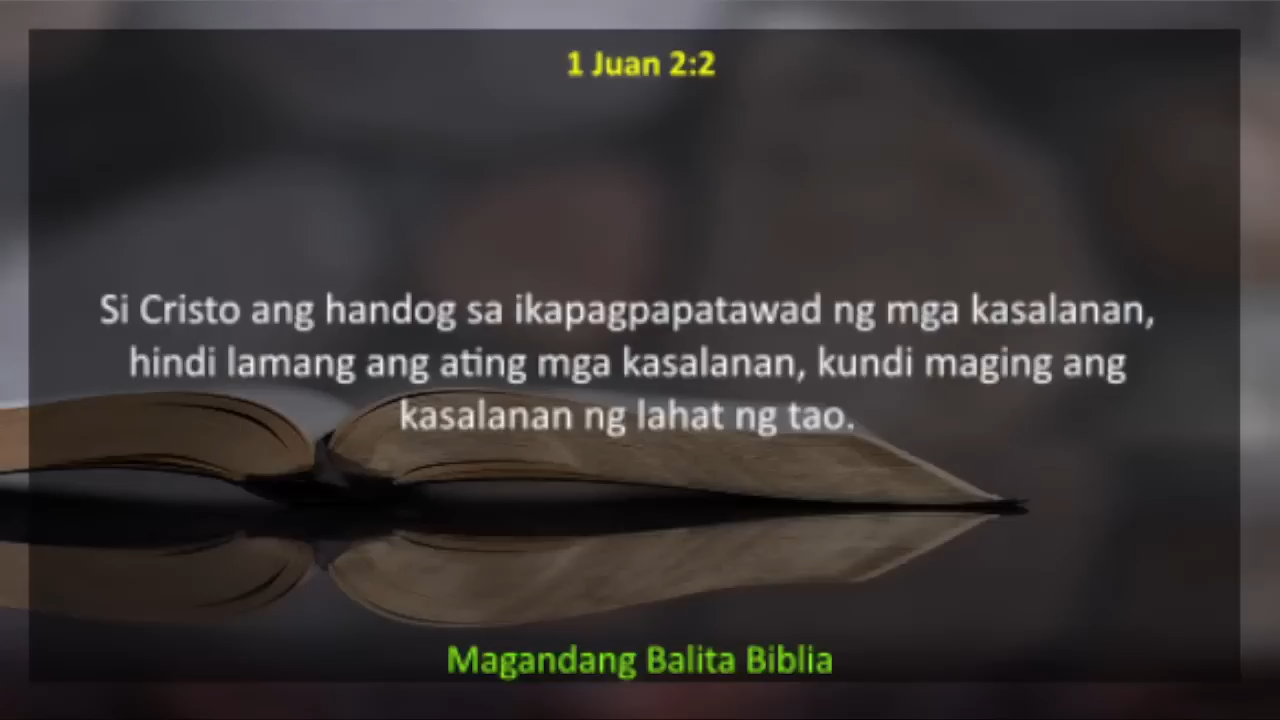 1 Juan 2:2
Si Cristo ang handog sa ikapagpapatawad ng mga kasalanan,
hindi lamang ang ating mga kasalanan, kundi maging ang
kasalanan ng lahat ng tao.
Magandang Balita Biblia